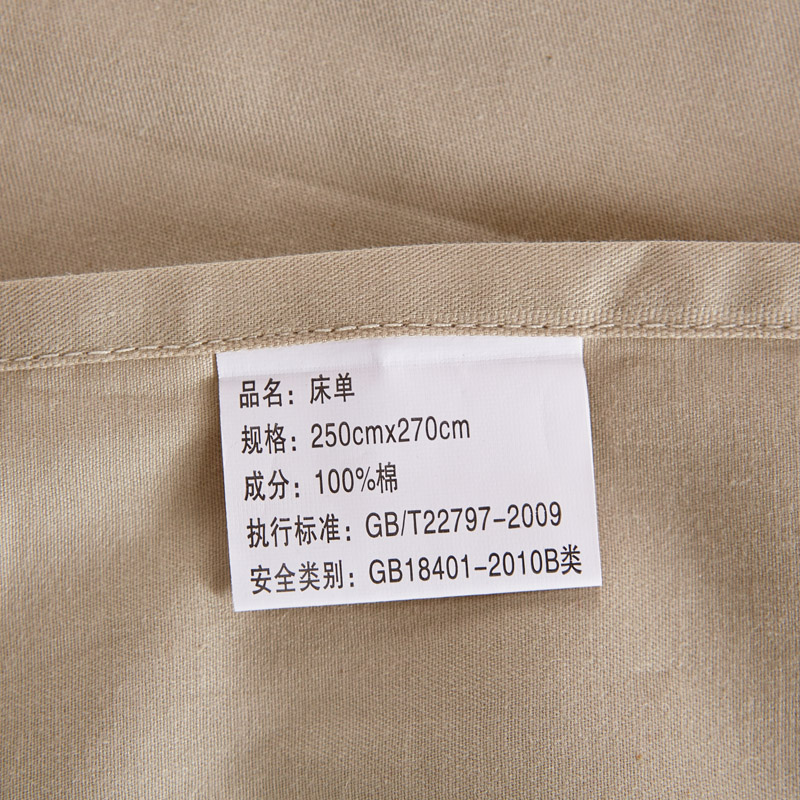 品名：床单
规格：250cmx270cm
成分：100%棉
执行标准：GB/T22797-2009
安全类别：GB18401-2010B类